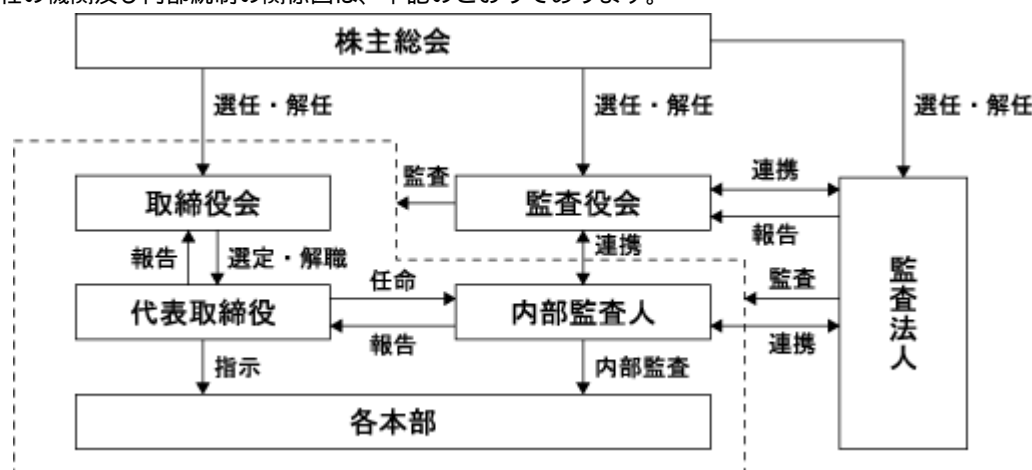 社の機関及び内部統制の関係図は、下記のとおりであります。
株主総会
選任・解任
選任・解任
選任・解任
取締役会
監査
監査役会
連携
報告
報告
選定・解職
連携
監査
代表取締役
任命
報告
内部監査人
連携
監査法人
指示
内部監査
各本部